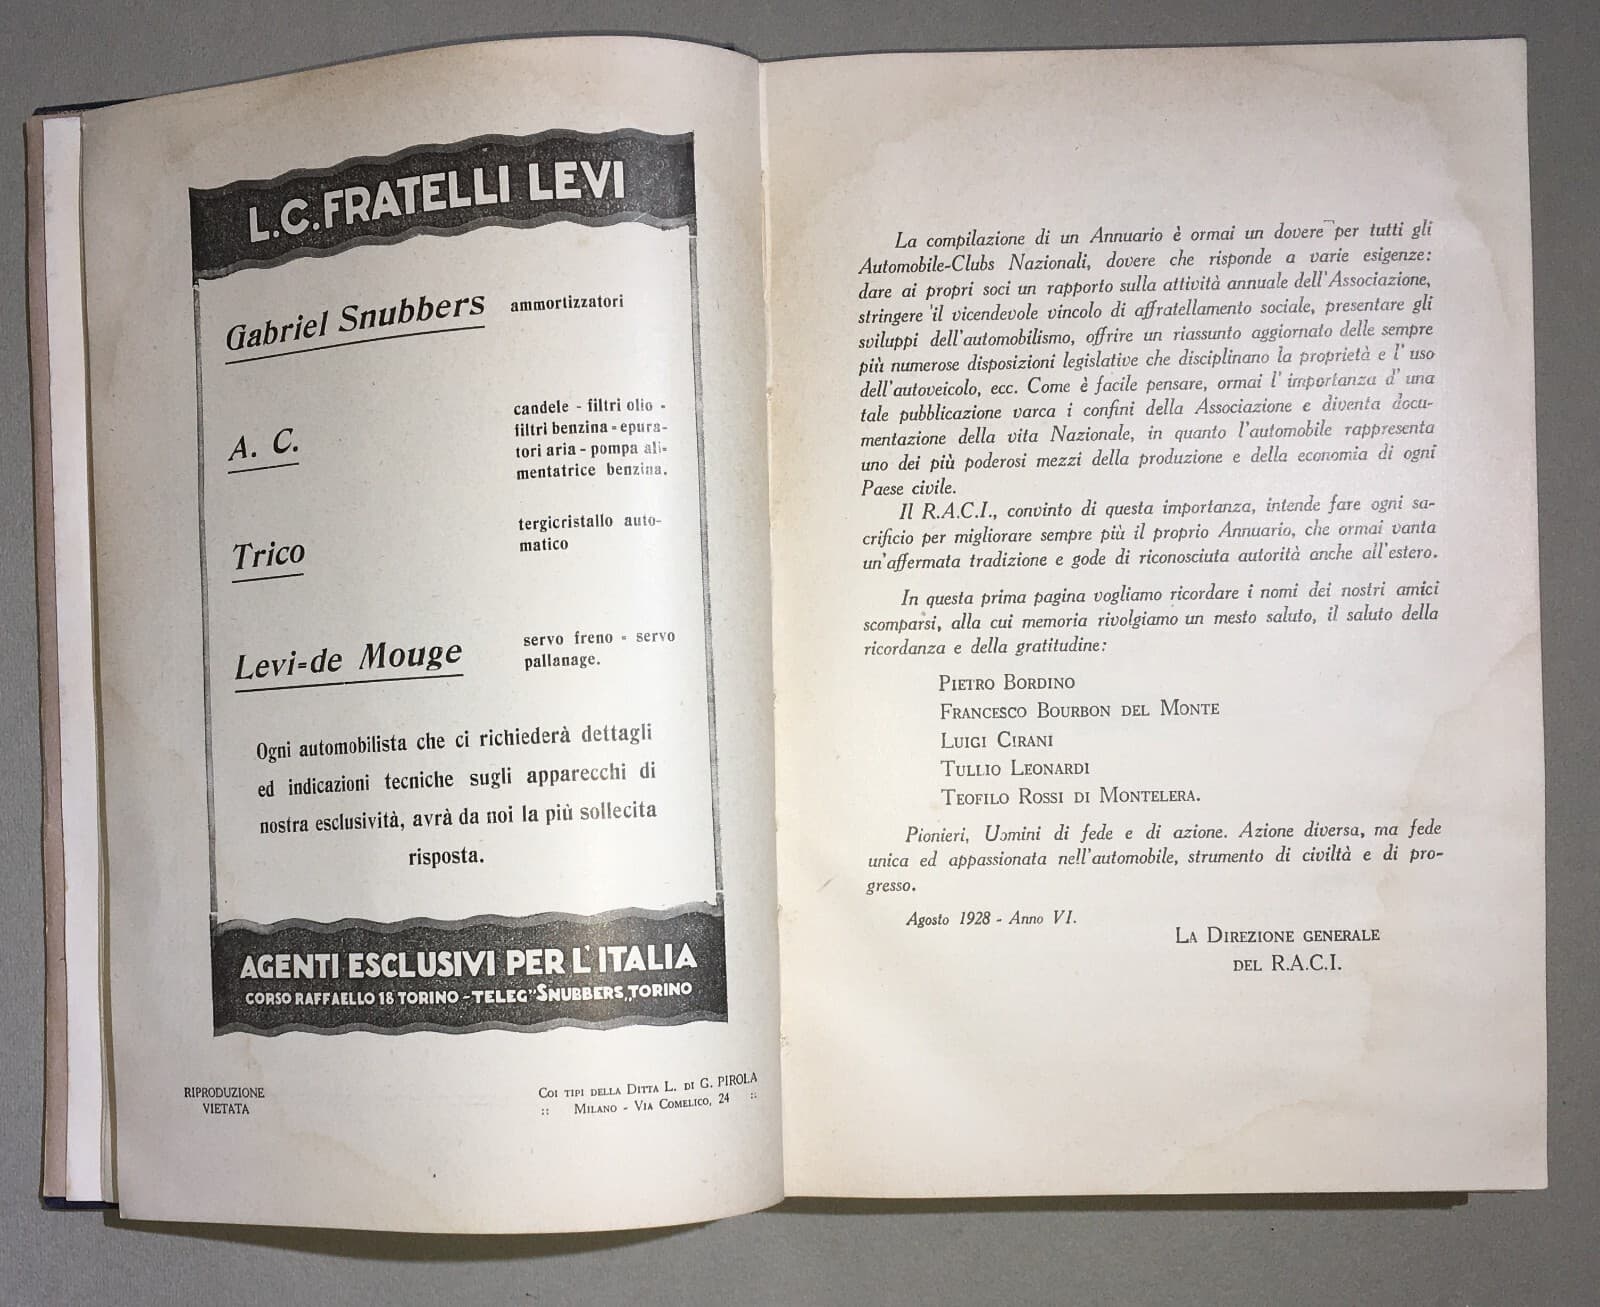 L.C. FRATELLI LEVI
Gabriel Snubbers ammortizzatori
A. C.
candele - filtri olio -
filtri benzina - epura-
tori aria - pompa ali-
mentatrice benzina.
Trico
tergicristallo auto-
matico
Levi=de Mouge
servo freno - servo
pallanage.
Ogni automobilista che ci richiederà dettagli
ed indicazioni tecniche sugli apparecchi di
nostra esclusività, avrà da noi la più sollecita
risposta.
AGENTI ESCLUSIVI PER L'ITALIA
CORSO RAFFAELLO 18 TORINO - TELEG "SNUBBERS„ TORINO
RIPRODUZIONE
VIETATA
COI TIPI DELLA DITTA L. DI G. PIROLA
:: MILANO - VIA COMELICO, 24 ::
La compilazione di un Annuario è ormai un dovere per tutti gli
Automobile-Clubs Nazionali, dovere che risponde a varie esigenze:
dare ai propri soci un rapporto sulla attività annuale dell'Associazione,
stringere il vicendevole vincolo di affratellamento sociale, presentare gli
sviluppi dell'automobilismo, offrire un riassunto aggiornato delle sempre
più numerose disposizioni legislative che disciplinano la proprietà e l'uso
dell'autoveicolo, ecc. Come è facile pensare, ormai l'importanza d'una
tale pubblicazione varca i confini della Associazione e diventa docu-
mentazione della vita Nazionale, in quanto l'automobile rappresenta
uno dei più poderosi mezzi della produzione e della economia di ogni
Paese civile.
Il R.A.C.I., convinto di questa importanza, intende fare ogni sa-
crificio per migliorare sempre più il proprio Annuario, che ormai vanta
un'affermata tradizione e gode di riconosciuta autorità anche all'estero.
In questa prima pagina vogliamo ricordare i nomi dei nostri amici
scomparsi, alla cui memoria rivolgiamo un mesto saluto, il saluto della
ricordanza e della gratitudine:
PIETRO BORDINO
FRANCESCO BOURBON DEL MONTE
LUIGI CIRANI
TULLIO LEONARDI
TEOFILO ROSSI DI MONTELERA.
Pionieri, Uomini di fede e di azione. Azione diversa, ma fede
unica ed appassionata nell'automobile, strumento di civiltà e di pro-
gresso.
Agosto 1928 - Anno VI.
LA DIREZIONE GENERALE
DEL R.A.C.I.